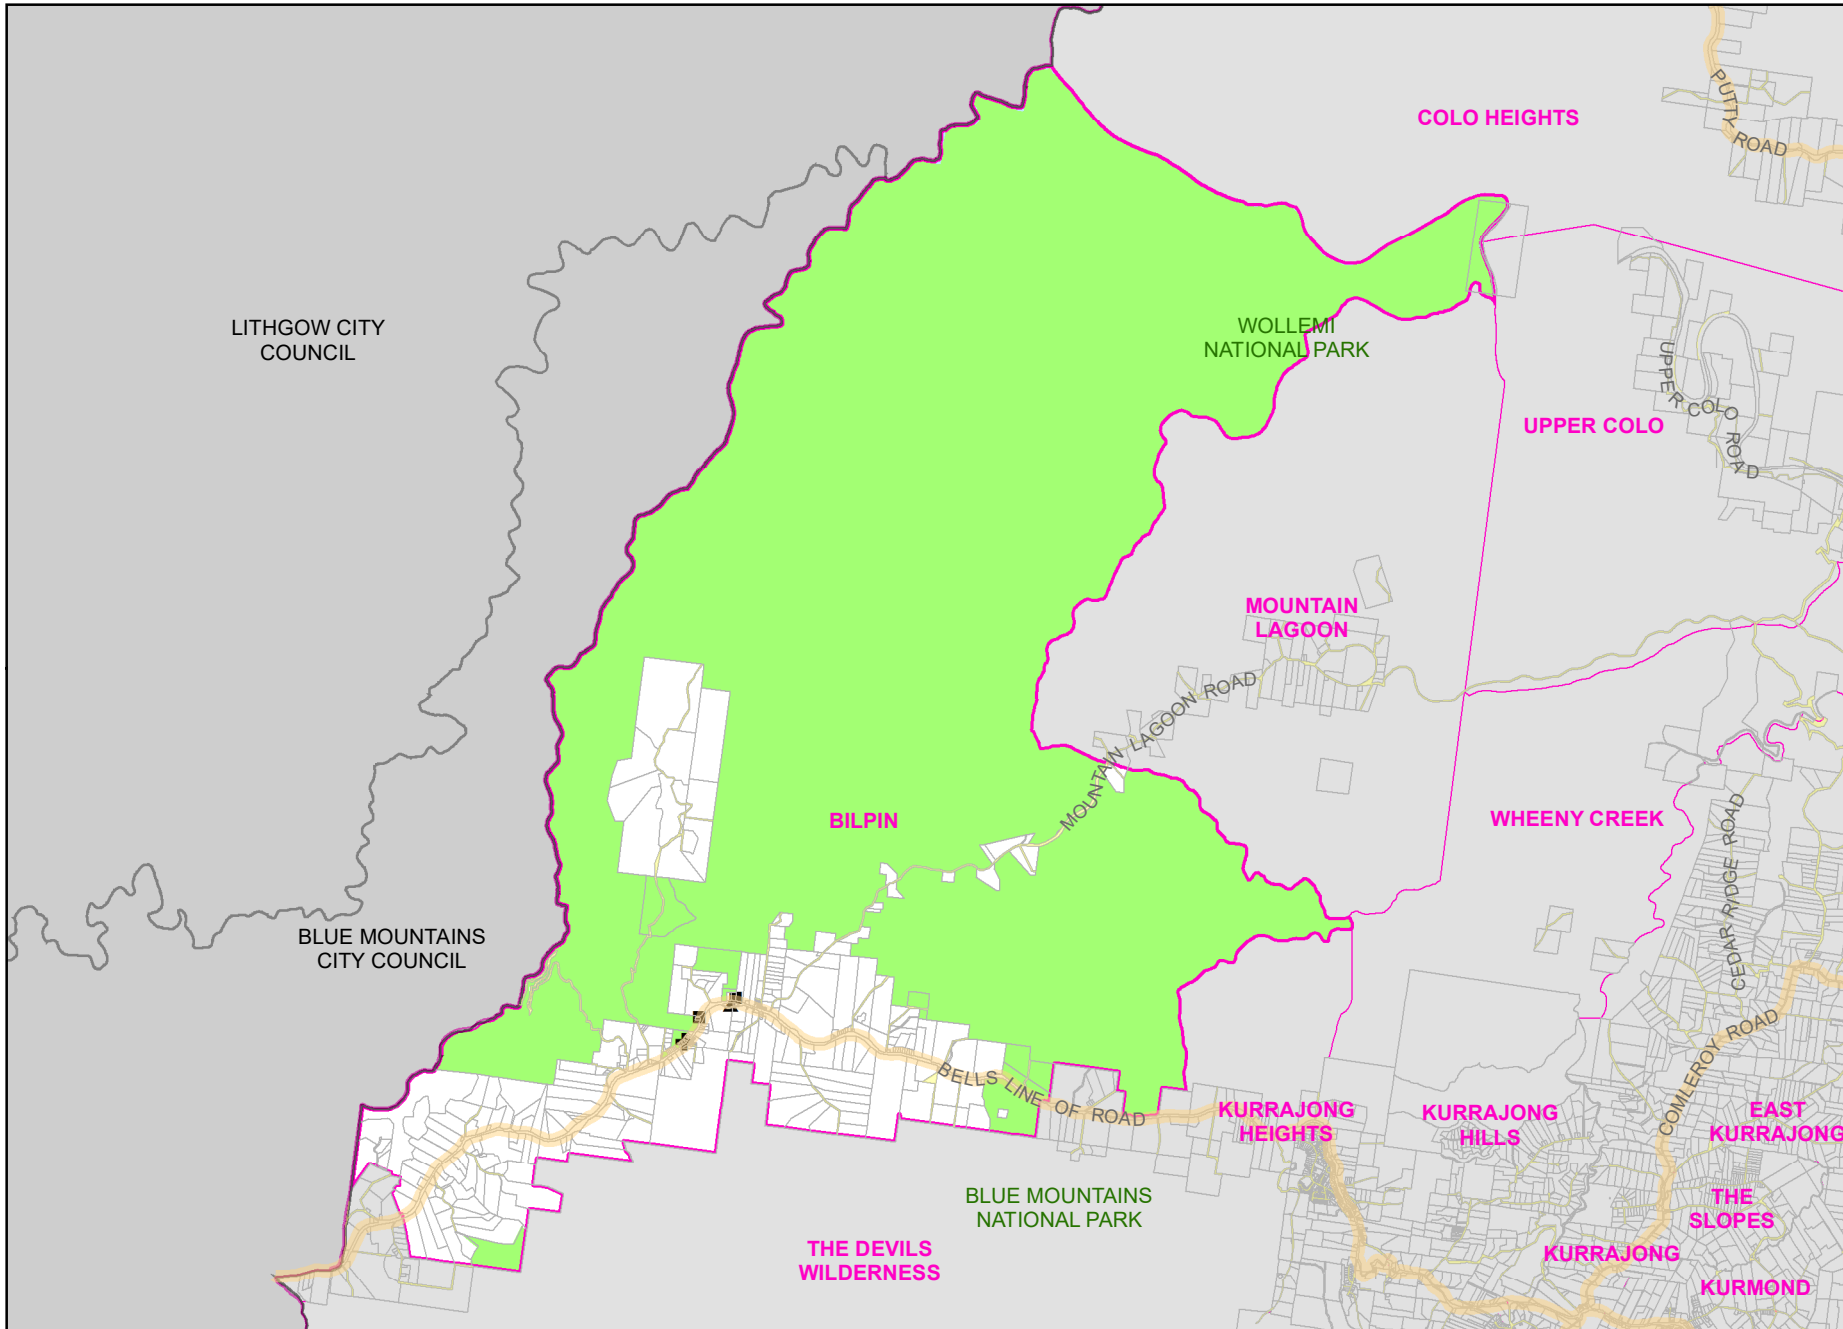 PUTTY ROAD
COLO HEIGHTS
LITHGOW CITY
COUNCIL
WOLLEMI
NATIONAL PARK
UPPER COLO ROAD
UPPER COLO
MOUNTAIN
LAGOON
MOUNTAIN LAGOON ROAD
BILPIN
WHEENY CREEK
CEDAR RIDGE ROAD
BLUE MOUNTAINS
CITY COUNCIL
COMLEROY ROAD
BELLS LINE OF ROAD
KURRAJONG
HEIGHTS
KURRAJONG
HILLS
EAST
KURRAJONG
BLUE MOUNTAINS
NATIONAL PARK
THE
SLOPES
THE DEVILS
WILDERNESS
KURRAJONG
KURMOND